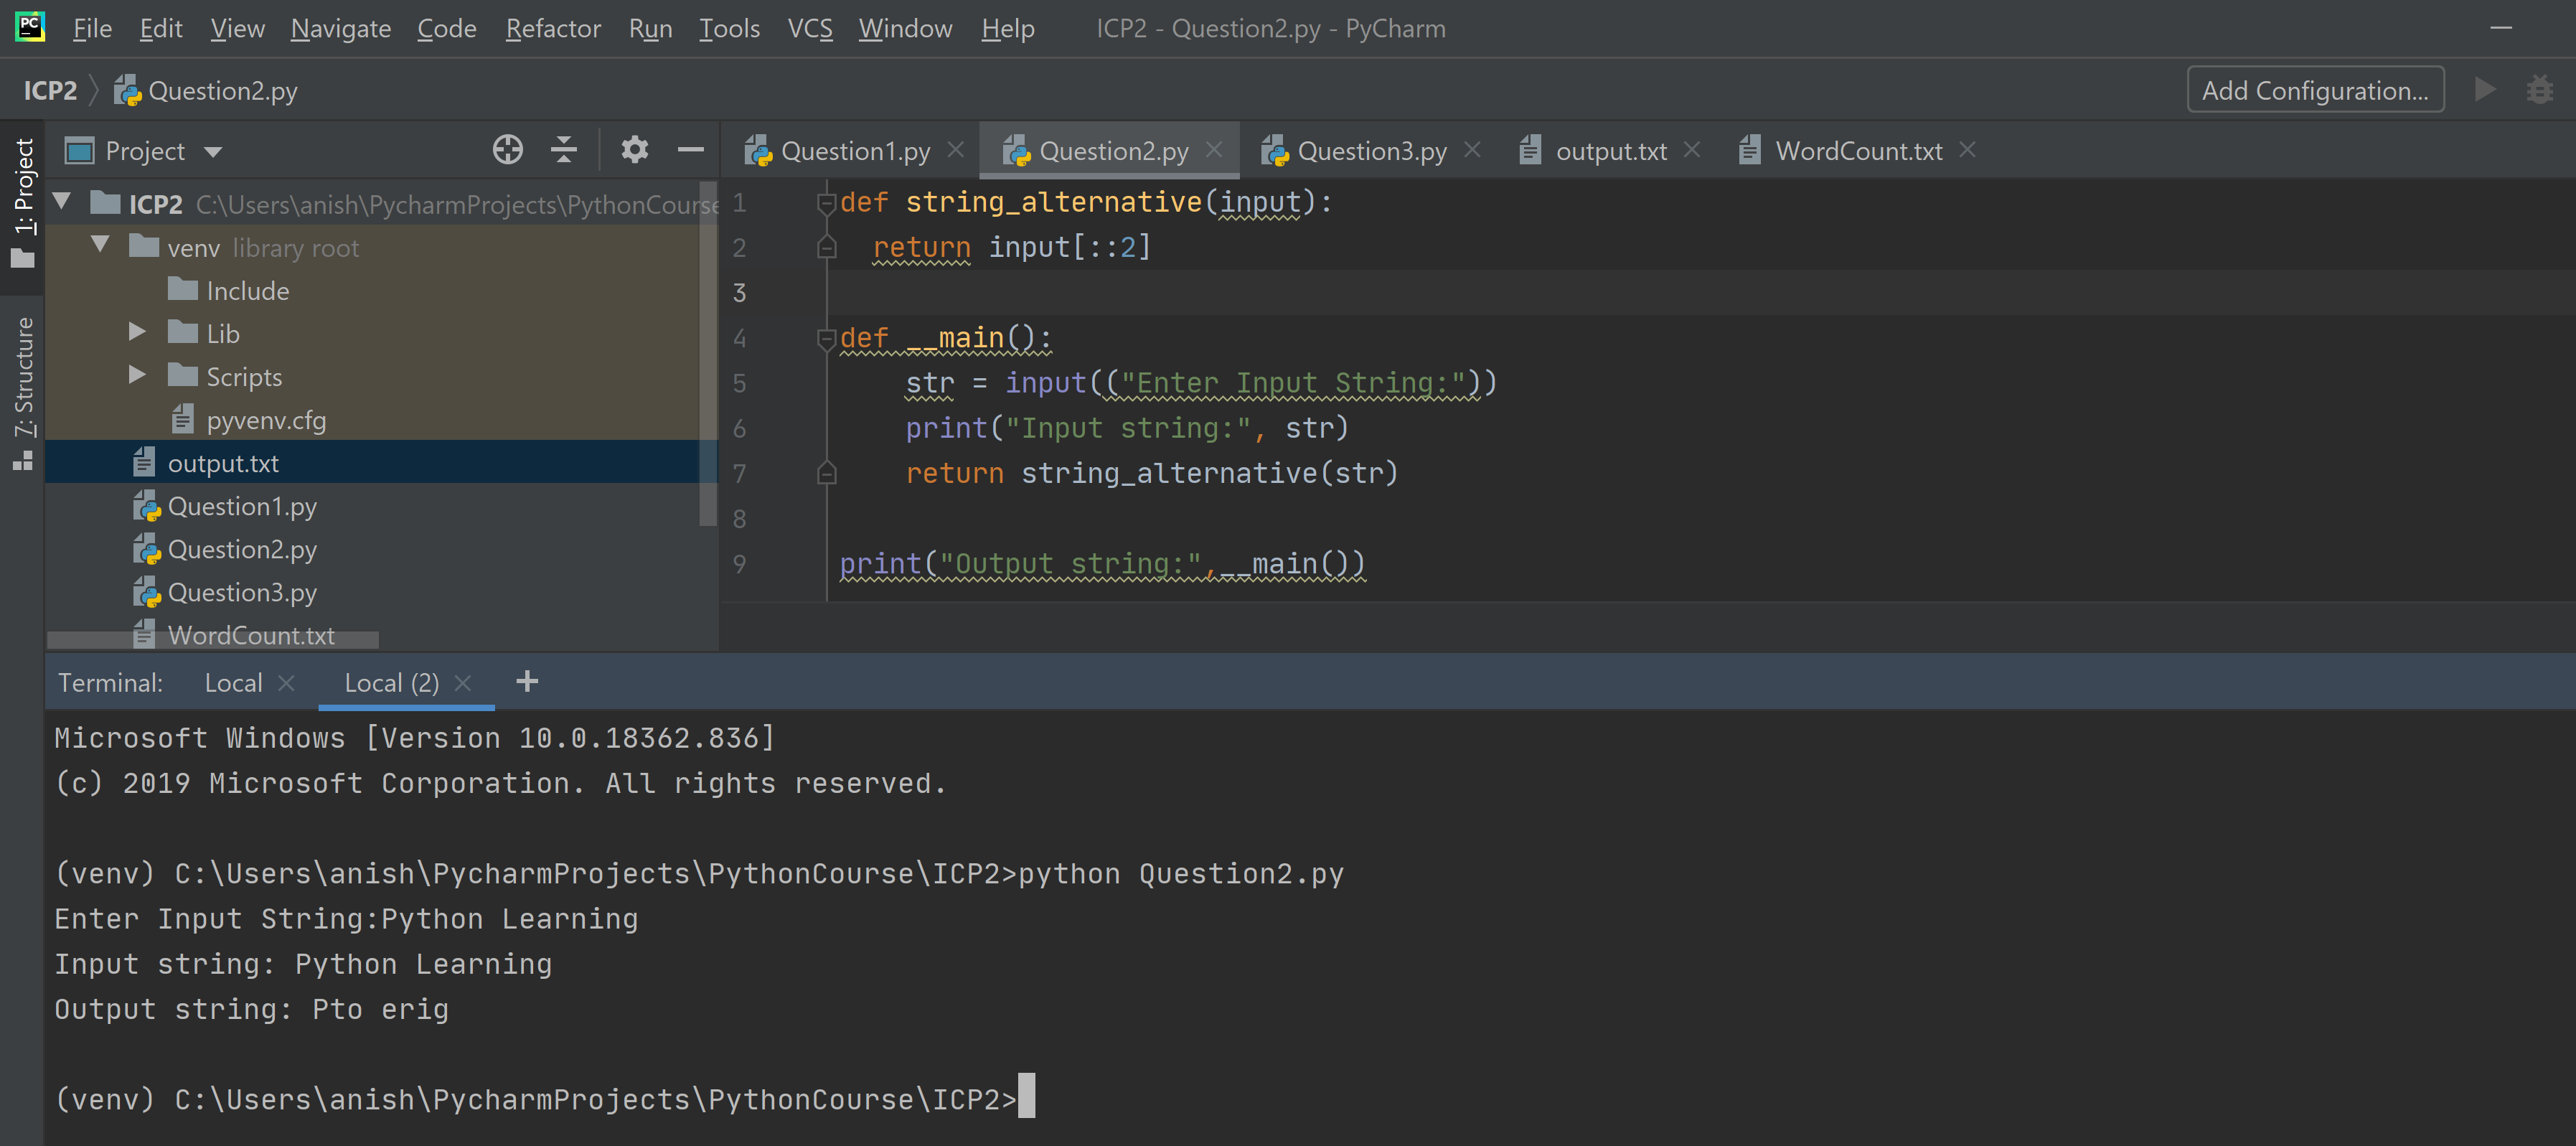 PC File Edit View Navigate Code Refactor Run Tools VCS Window Help ICP2 - Question2.py - PyCharm
ICP2 Question2.py Add Configuration...
1: Project
7: Structure
Project
ICP2 C:\Users\anish\PycharmProjects\PythonCourse
venv library root
Include
Lib
Scripts
pyvenv.cfg
output.txt
Question1.py
Question2.py
Question3.py
WordCount.txt
Question1.py Question2.py Question3.py output.txt WordCount.txt
1 def string_alternative(input):
2 return input[::2]
3
4 def __main():
5 str = input(("Enter Input String:"))
6 print("Input string:", str)
7 return string_alternative(str)
8
9 print("Output string:",__main())
Terminal: Local Local (2)
Microsoft Windows [Version 10.0.18362.836]
(c) 2019 Microsoft Corporation. All rights reserved.
(venv) C:\Users\anish\PycharmProjects\PythonCourse\ICP2>python Question2.py
Enter Input String:Python Learning
Input string: Python Learning
Output string: Pto erig
(venv) C:\Users\anish\PycharmProjects\PythonCourse\ICP2>